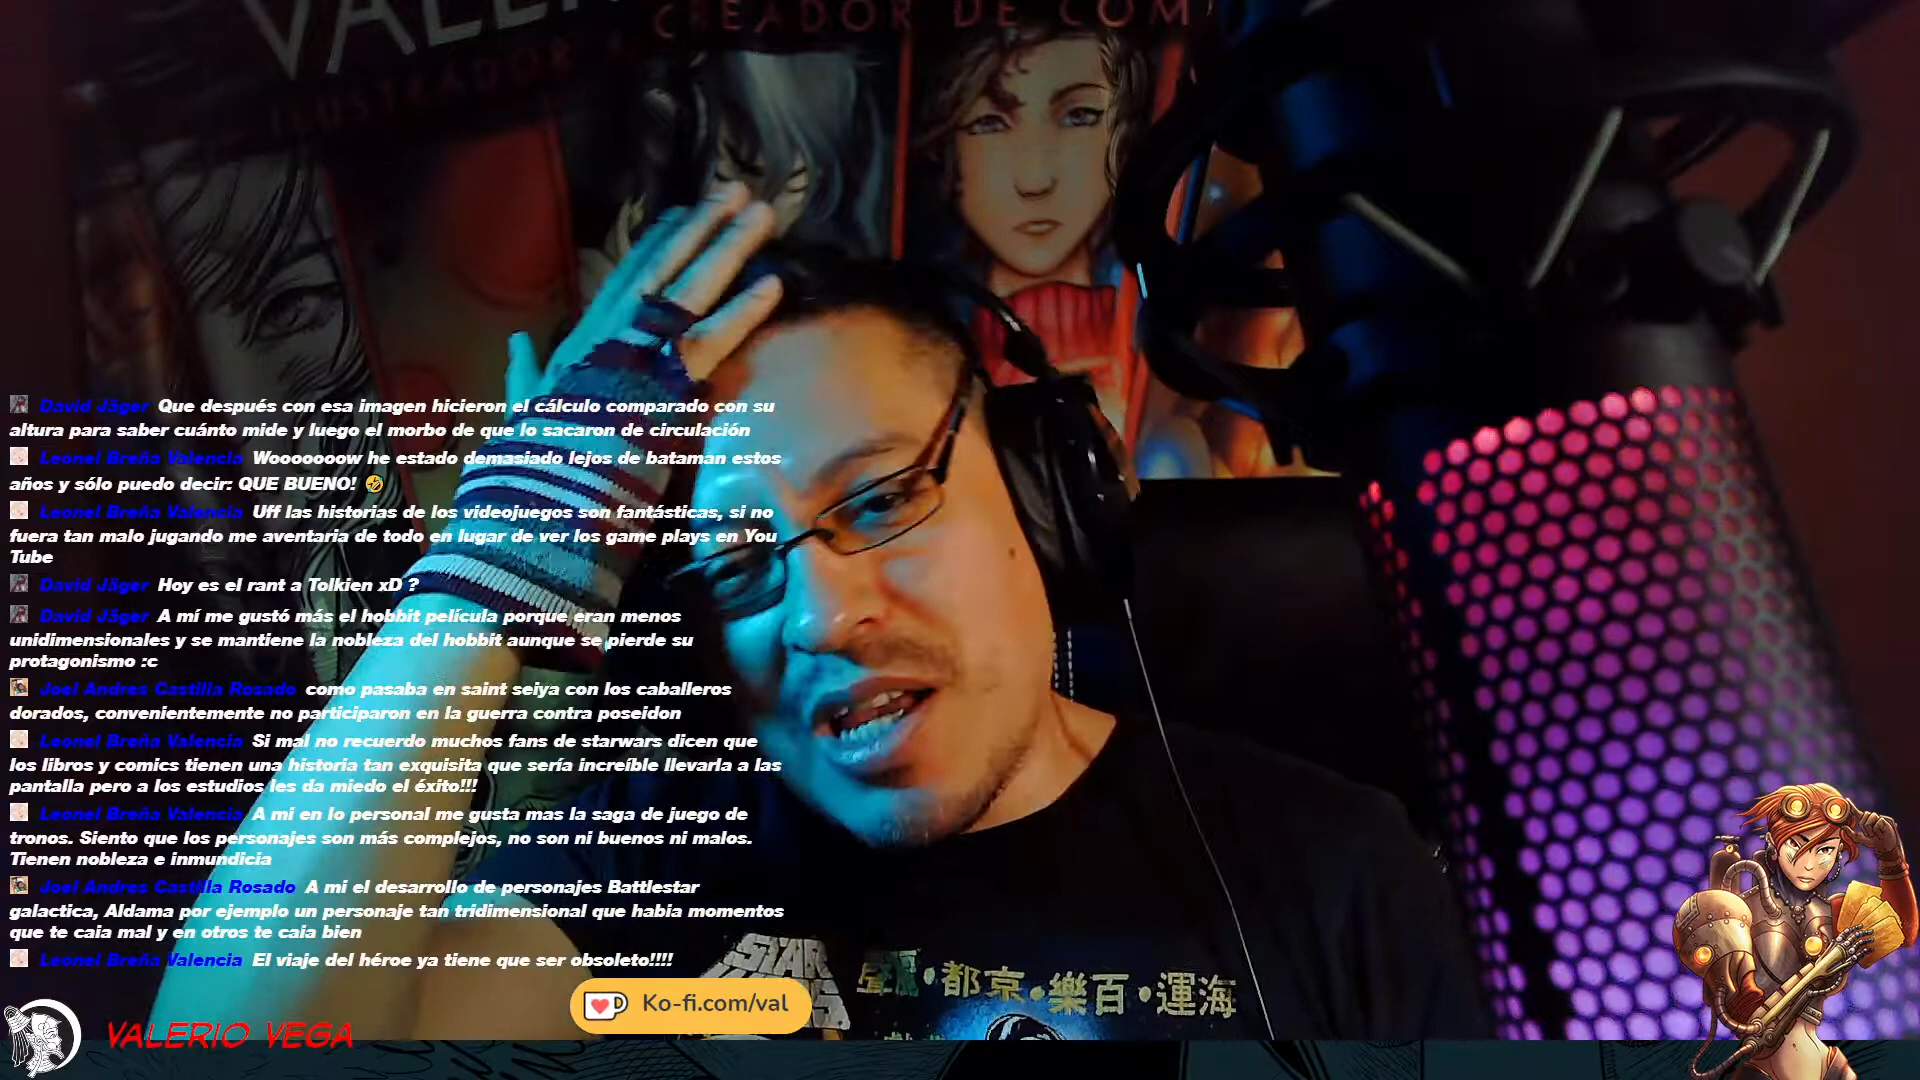 CREADOR DE COM
ILUSTRADOR
David Jäger Que después con esa imagen hicieron el cálculo comparado con su
altura para saber cuánto mide y luego el morbo de que lo sacaron de circulación
Leonel Breña Valencia Wooooooow he estado demasiado lejos de bataman estos
años y sólo puedo decir: QUE BUENO! 🤣
Leonel Breña Valencia Uff las historias de los videojuegos son fantásticas, si no
fuera tan malo jugando me aventaria de todo en lugar de ver los game plays en You
Tube
David Jäger Hoy es el rant a Tolkien xD ?
David Jäger A mí me gustó más el hobbit película porque eran menos
unidimensionales y se mantiene la nobleza del hobbit aunque se pierde su
protagonismo :c
Joel Andres Castilla Rosado como pasaba en saint seiya con los caballeros
dorados, convenientemente no participaron en la guerra contra poseidon
Leonel Breña Valencia Si mal no recuerdo muchos fans de starwars dicen que
los libros y comics tienen una historia tan exquisita que sería increíble llevarla a las
pantalla pero a los estudios les da miedo el éxito!!!
Leonel Breña Valencia A mi en lo personal me gusta mas la saga de juego de
tronos. Siento que los personajes son más complejos, no son ni buenos ni malos.
Tienen nobleza e inmundicia
Joel Andres Castilla Rosado A mi el desarrollo de personajes Battlestar
galactica, Aldama por ejemplo un personaje tan tridimensional que habia momentos
que te caia mal y en otros te caia bien
Leonel Breña Valencia El viaje del héroe ya tiene que ser obsoleto!!!!
STAR
都京・樂百・運海
Ko-fi.com/val
VALERIO VEGA